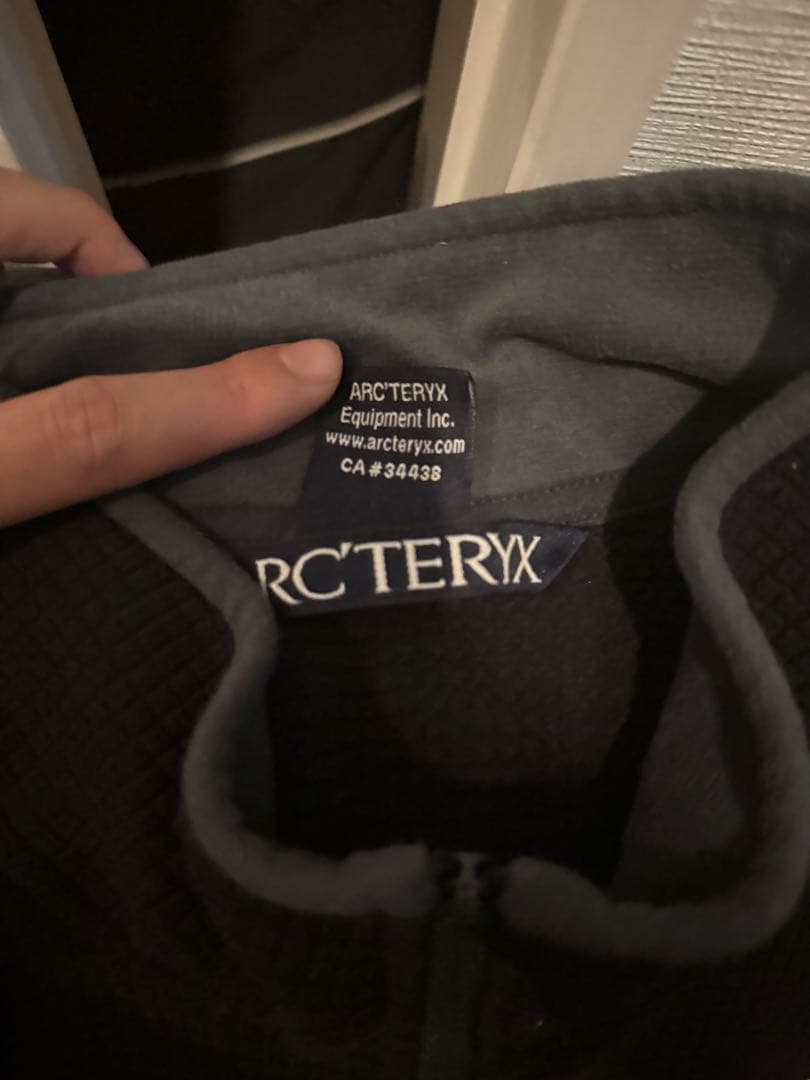 ARC'TERYX
Equipment Inc.
www.arcteryx.com
CA#34438
RC'TERYX